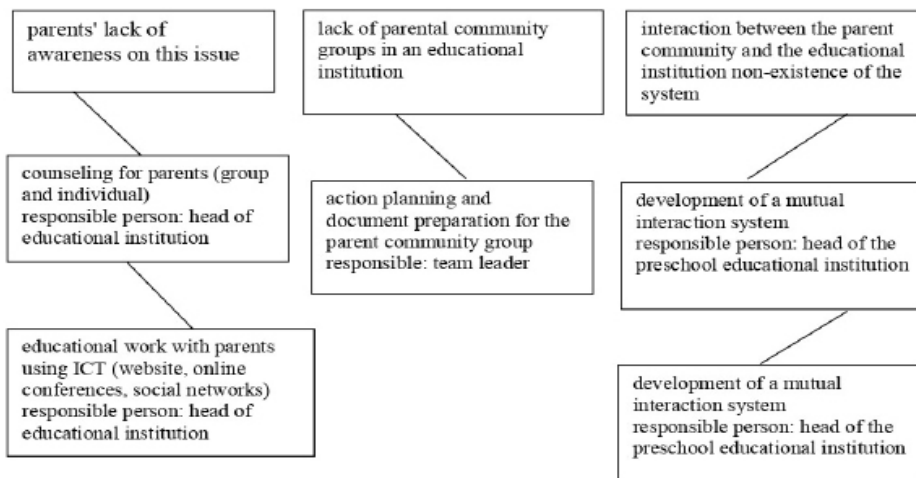 parents' lack of
awareness on this issue
lack of parental community
groups in an educational
institution
interaction between the parent
community and the educational
institution non-existence of the
system
counseling for parents (group
and individual)
responsible person: head of
educational institution
action planning and
document preparation for the
parent community group
responsible: team leader
development of a mutual
interaction system
responsible person: head of the
preschool educational institution
educational work with parents
using ICT (website, online
conferences, social networks)
responsible person: head of
educational institution
development of a mutual
interaction system
responsible person: head of the
preschool educational institution